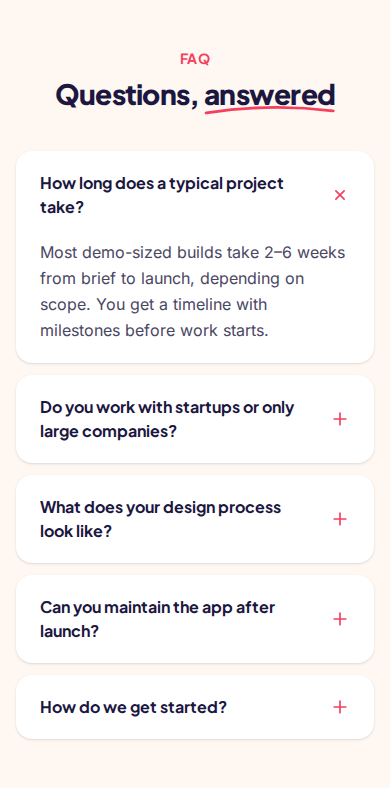 FAQ
Questions, answered
How long does a typical project
take?
Most demo-sized builds take 2–6 weeks
from brief to launch, depending on
scope. You get a timeline with
milestones before work starts.
Do you work with startups or only
large companies?
What does your design process
look like?
Can you maintain the app after
launch?
How do we get started?